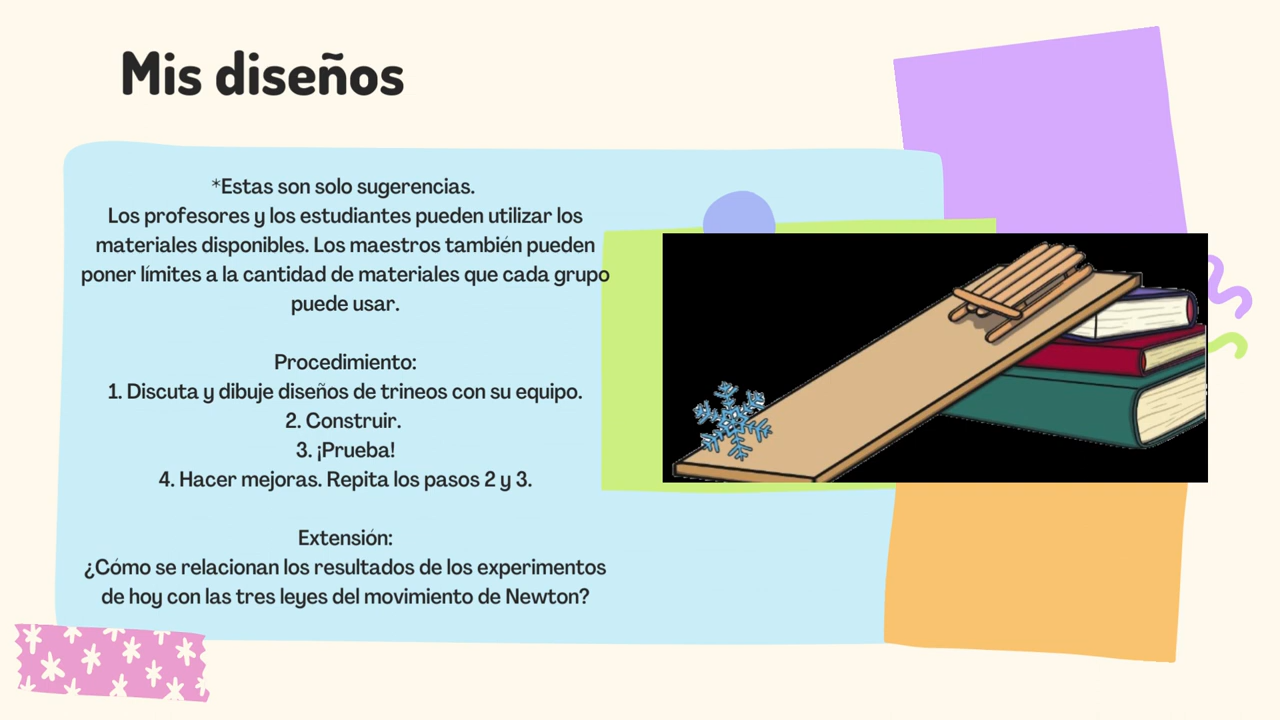 Mis diseños
*Estas son solo sugerencias.
Los profesores y los estudiantes pueden utilizar los
materiales disponibles. Los maestros también pueden
poner límites a la cantidad de materiales que cada grupo
puede usar.
Procedimiento:
1. Discuta y dibuje diseños de trineos con su equipo.
2. Construir.
3. ¡Prueba!
4. Hacer mejoras. Repita los pasos 2 y 3.
Extensión:
¿Cómo se relacionan los resultados de los experimentos
de hoy con las tres leyes del movimiento de Newton?